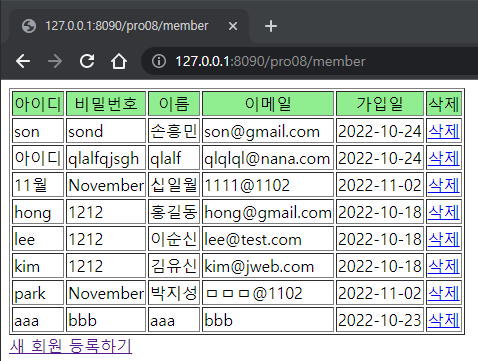 127.0.0.1:8090/pro08/member
127.0.0.1:8090/pro08/member
아이디 비밀번호 이름 이메일 가입일 삭제
son sond 손흥민 son@gmail.com 2022-10-24 삭제
아이디 qlalfqjsgh qlalf qlqlql@nana.com 2022-10-24 삭제
11월 November 십일월 1111@1102 2022-11-02 삭제
hong 1212 홍길동 hong@gmail.com 2022-10-18 삭제
lee 1212 이순신 lee@test.com 2022-10-18 삭제
kim 1212 김유신 kim@jweb.com 2022-10-18 삭제
park November 박지성 ㅁㅁㅁ@1102 2022-11-02 삭제
aaa bbb aaa bbb 2022-10-23 삭제
새 회원 등록하기